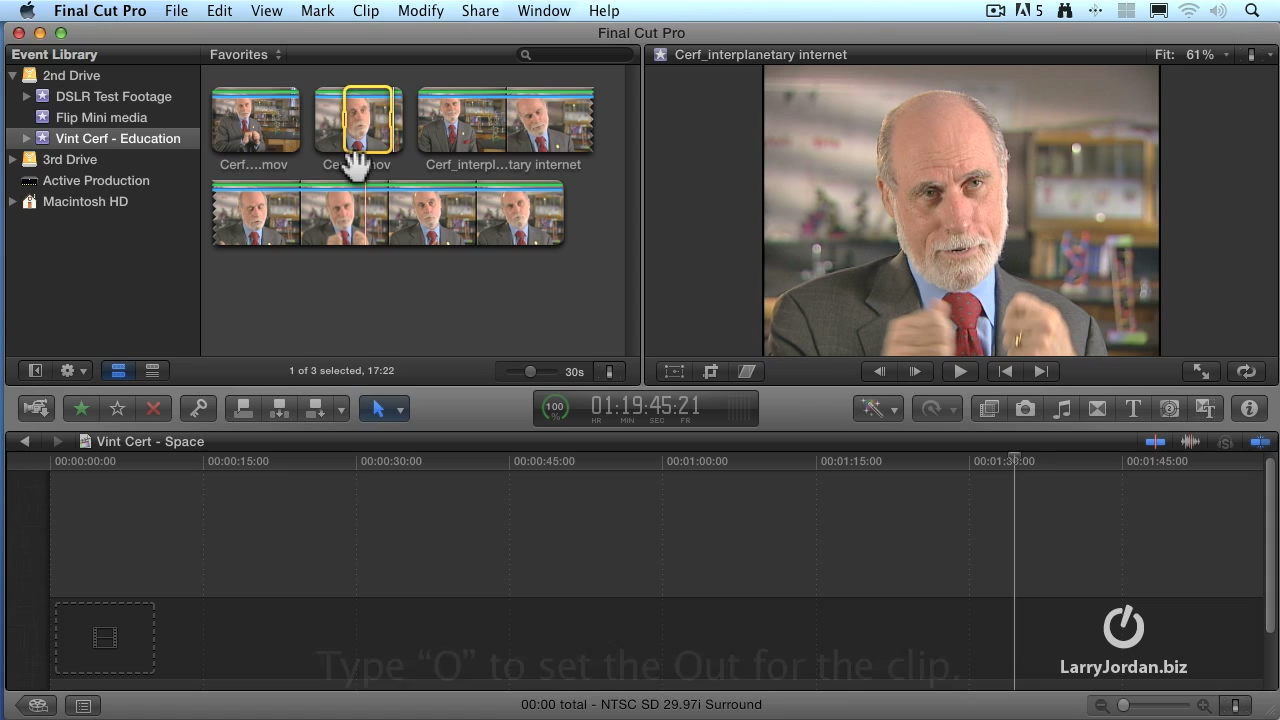 Final Cut Pro File Edit View Mark Clip Modify Share Window Help 5
Final Cut Pro
Event Library
Favorites
Cerf_interplanetary internet
Fit: 61%
2nd Drive
DSLR Test Footage
Flip Mini media
Vint Cerf - Education
3rd Drive
Active Production
Macintosh HD
Cerf....mov
Cerf_interpl...tary internet
1 of 3 selected, 17:22
30s
100
%
01:19:45:21
HR MIN SEC FR
Vint Cert - Space
00:00:00:00 00:00:15:00 00:00:30:00 00:00:45:00 00:01:00:00 00:01:15:00 00:01:30:00 00:01:45:00
Type “O” to set the Out for the clip.
LarryJordan.biz
00:00 total - NTSC SD 29.97i Surround